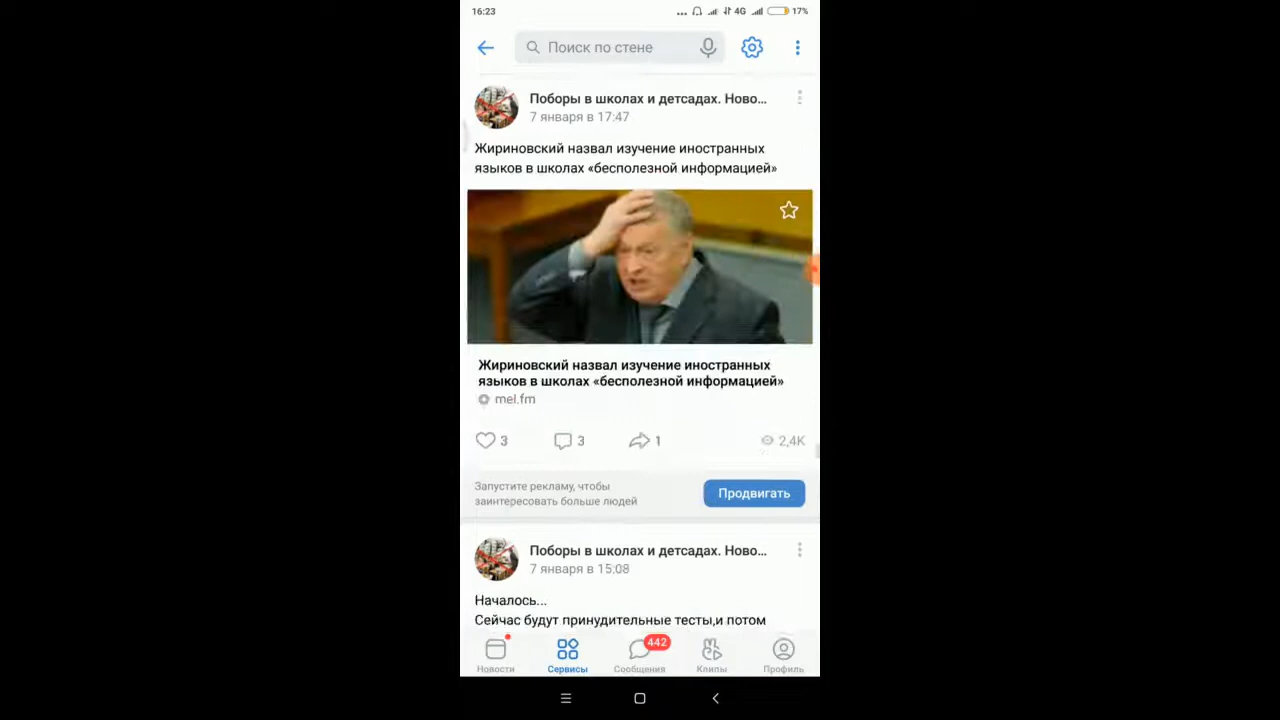 16:23
4G
17%
Поиск по стене
Поборы в школах и детсадах. Ново...
7 января в 17:47
Жириновский назвал изучение иностранных
языков в школах «бесполезной информацией»
Жириновский назвал изучение иностранных
языков в школах «бесполезной информацией»
mel.fm
3
3
1
2,4K
Запустите рекламу, чтобы
заинтересовать больше людей
Продвигать
Поборы в школах и детсадах. Ново...
7 января в 15:08
Началось...
Сейчас будут принудительные тесты,и потом
442
Новости
Сервисы
Сообщения
Клипы
Профиль